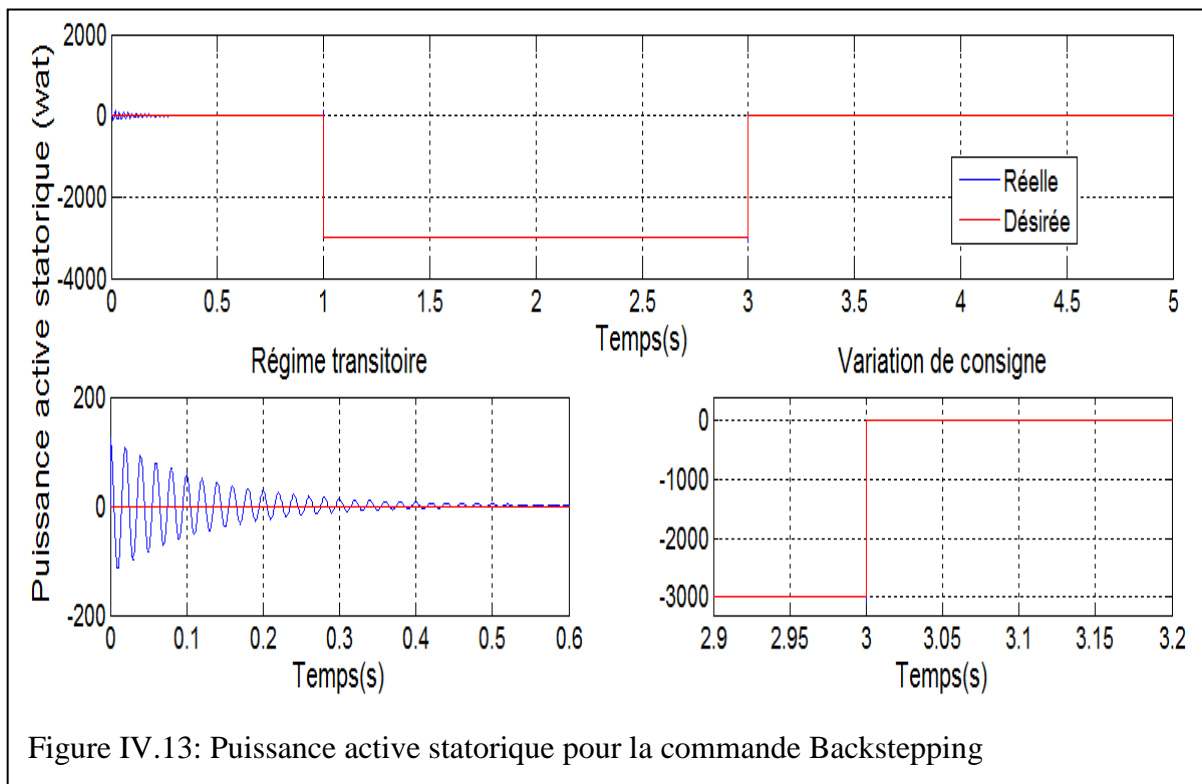 Puissance active statorique (wat)
2000
0
-2000
-4000
0 0.5 1 1.5 2 2.5 3 3.5 4 4.5 5
Temps(s)
Réelle
Désirée
Régime transitoire
200
0
-200
0 0.1 0.2 0.3 0.4 0.5 0.6
Temps(s)
Variation de consigne
0
-1000
-2000
-3000
2.9 2.95 3 3.05 3.1 3.15 3.2
Temps(s)
Figure IV.13: Puissance active statorique pour la commande Backstepping